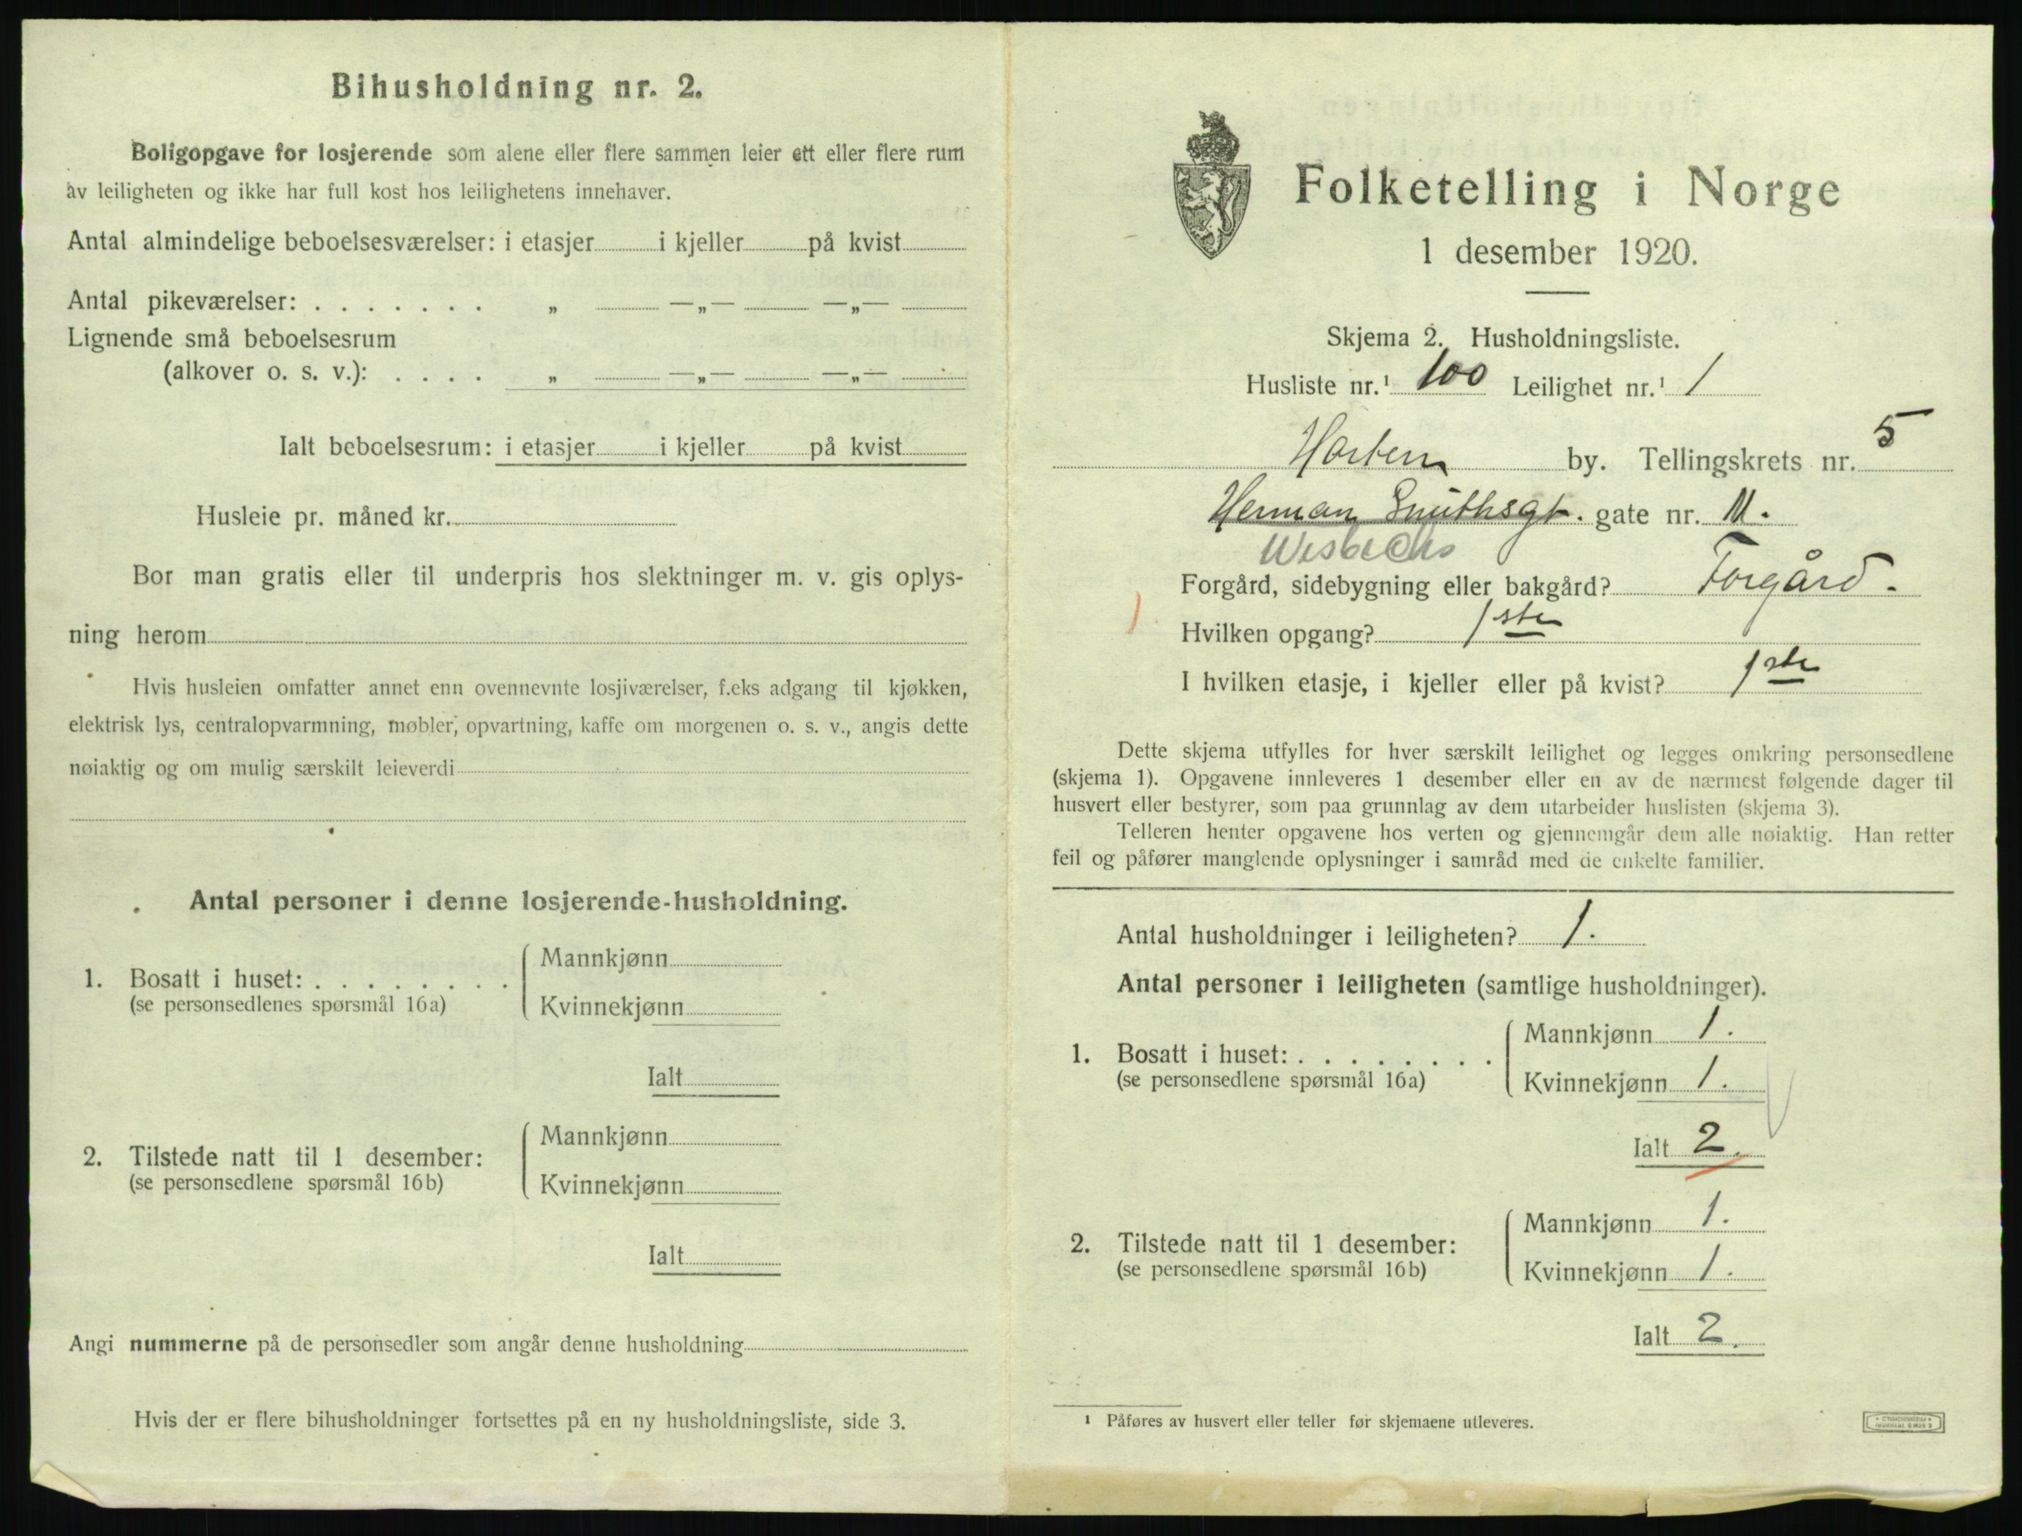 Bihusholdning nr. 2.
Boligopgave for losjerende som alene eller flere sammen leier ett eller flere rum
av leiligheten og ikke har full kost hos leilighetens innehaver.
Antal almindelige beboelsesværelser: i etasjer i kjeller på kvist
Antal pikeværelser: . . . . . . . „ —„— —„—
Lignende små beboelsesrum
(alkover o. s. v.): . . . . „ —„— —„—
Ialt beboelsesrum: i etasjer i kjeller på kvist
Husleie pr. måned kr.
Bor man gratis eller til underpris hos slektninger m. v. gis oplys-
ning herom
Hvis husleien omfatter annet enn ovennevnte losjiværelser, f.eks adgang til kjøkken,
elektrisk lys, centralopvarmning, møbler, opvartning, kaffe om morgenen o. s. v., angis dette
nøiaktig og om mulig særskilt leieverdi
Antal personer i denne losjerende-husholdning.
1. Bosatt i huset: . . . . . . . . Mannkjønn
(se personsedlenes spørsmål 16a) Kvinnekjønn
Ialt
2. Tilstede natt til 1 desember: Mannkjønn
(se personsedlene spørsmål 16b) Kvinnekjønn
Ialt
Angi nummerne på de personsedler som angår denne husholdning
Hvis der er flere bihusholdninger fortsettes på en ny husholdningsliste, side 3.
Folketelling i Norge
1 desember 1920.
Skjema 2. Husholdningsliste.
Husliste nr.¹ 100 Leilighet nr.¹ 1
Horten by. Tellingskrets nr. 5
Herman Smithsgt. gate nr. 11.
Wesbechs
Forgård, sidebygning eller bakgård? Forgård.
1. Hvilken opgang? 1ste
I hvilken etasje, i kjeller eller på kvist? 1ste
Dette skjema utfylles for hver særskilt leilighet og legges omkring personsedlene
(skjema 1). Opgavene innleveres 1 desember eller en av de nærmest følgende dager til
husvert eller bestyrer, som paa grunnlag av dem utarbeider huslisten (skjema 3).
Telleren henter opgavene hos verten og gjennemgår dem alle nøiaktig. Han retter
feil og påfører manglende oplysninger i samråd med de enkelte familier.
Antal husholdninger i leiligheten? 1.
Antal personer i leiligheten (samtlige husholdninger).
1. Bosatt i huset: . . . . . . . . Mannkjønn 1.
(se personsedlene spørsmål 16a) Kvinnekjønn 1.
Ialt 2.
2. Tilstede natt til 1 desember: Mannkjønn 1.
(se personsedlene spørsmål 16b) Kvinnekjønn 1.
Ialt 2.
¹ Påføres av husvert eller teller før skjemaene utleveres.